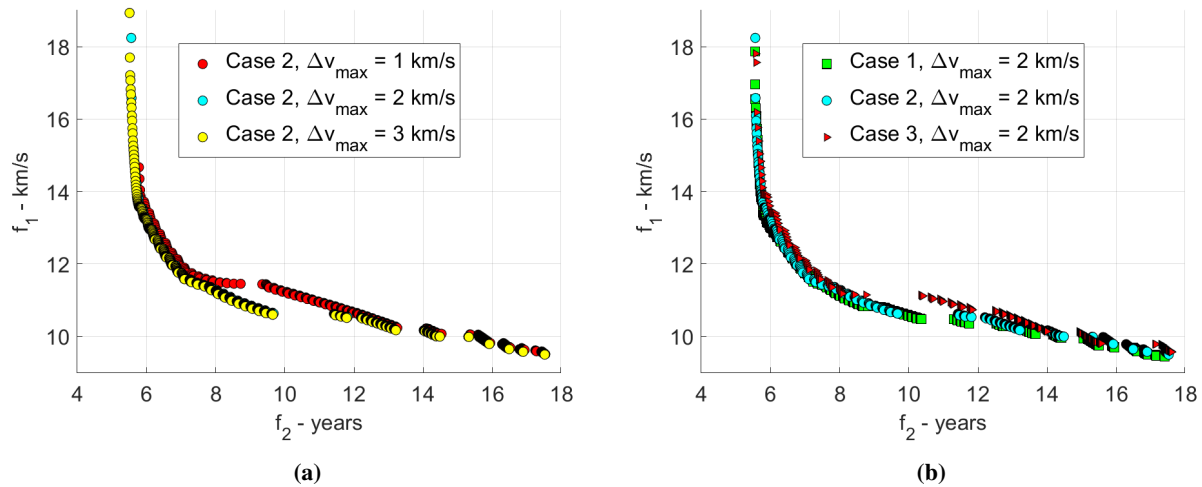 18
16
14
12
10
f1 - km/s
Case 2, Δvmax = 1 km/s
Case 2, Δvmax = 2 km/s
Case 2, Δvmax = 3 km/s
4 6 8 10 12 14 16 18
f2 - years
(a)
18
16
14
12
10
f1 - km/s
Case 1, Δvmax = 2 km/s
Case 2, Δvmax = 2 km/s
Case 3, Δvmax = 2 km/s
4 6 8 10 12 14 16 18
f2 - years
(b)